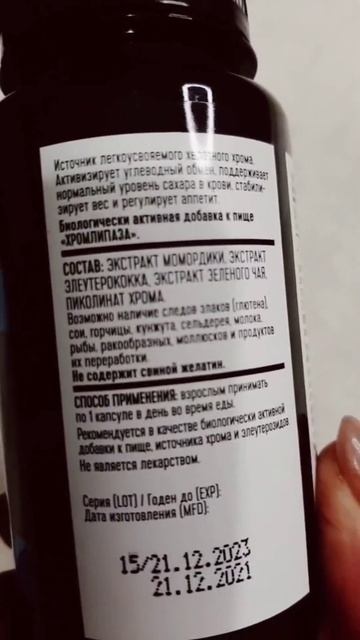 Источник легкоусвояемого хелатного хрома.
Активизирует углеводный обмен, поддерживает
нормальный уровень сахара в крови, стабили-
зирует вес и регулирует аппетит.
Биологически активная добавка к пище
«ХРОМЛИПАЗА».
СОСТАВ: ЭКСТРАКТ МОМОРДИКИ, ЭКСТРАКТ
ЭЛЕУТЕРОКОККА, ЭКСТРАКТ ЗЕЛЕНОГО ЧАЯ,
ПИКОЛИНАТ ХРОМА.
Возможно наличие следов злаков (глютена),
сои, горчицы, кунжута, сельдерея, молока,
рыбы, ракообразных, моллюсков и продуктов
их переработки.
Не содержит свиной желатин.
СПОСОБ ПРИМЕНЕНИЯ: взрослым принимать
по 1 капсуле в день во время еды.
Рекомендуется в качестве биологически активной
добавки к пище, источника хрома и элеутерозидов.
Не является лекарством.
Серия (LOT) / Годен до (EXP):
Дата изготовления (MFD):
15/21.12.2023
21.12.2021